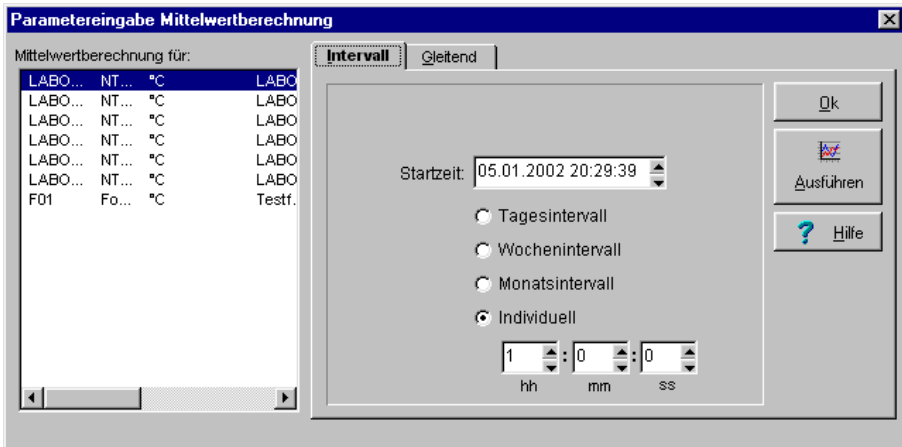 Parametereingabe Mittelwertberechnung
Mittelwertberechnung für:
LABO... NT... °C LABO
LABO... NT... °C LABO
LABO... NT... °C LABO
LABO... NT... °C LABO
LABO... NT... °C LABO
LABO... NT... °C LABO
F01 Fo... °C Testf.
Intervall Gleitend
Startzeit: 05.01.2002 20:29:39
Tagesintervall
Wochenintervall
Monatsintervall
Individuell
1 : 0 : 0
hh mm ss
Ok
Ausführen
? Hilfe